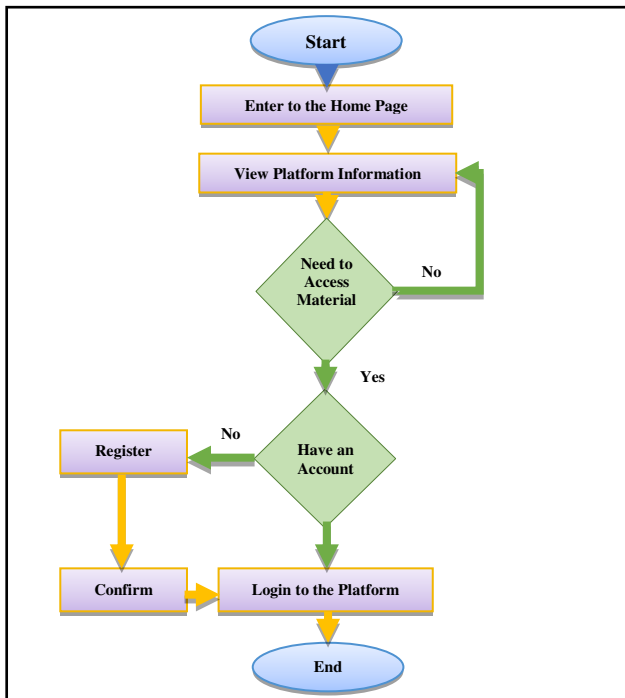 Start
Enter to the Home Page
View Platform Information
Need to
Access
Material
No
Yes
No
Register
Have an
Account
Confirm
Login to the Platform
End